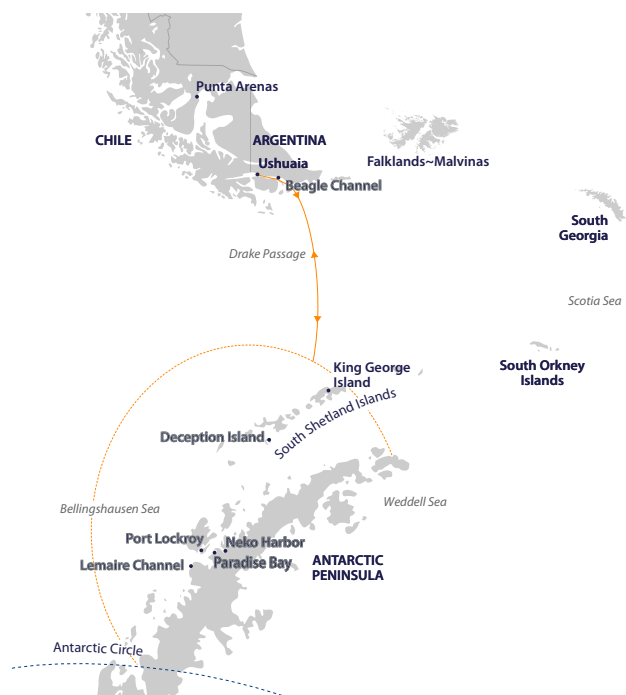 Punta Arenas
CHILE
ARGENTINA
Ushuaia
Falklands~Malvinas
Beagle Channel
South
Georgia
Drake Passage
Scotia Sea
King George
Island
South Orkney
Islands
South Shetland Islands
Deception Island
Weddell Sea
Bellingshausen Sea
Port Lockroy
Neko Harbor
Lemaire Channel
Paradise Bay
ANTARCTIC
PENINSULA
Antarctic Circle